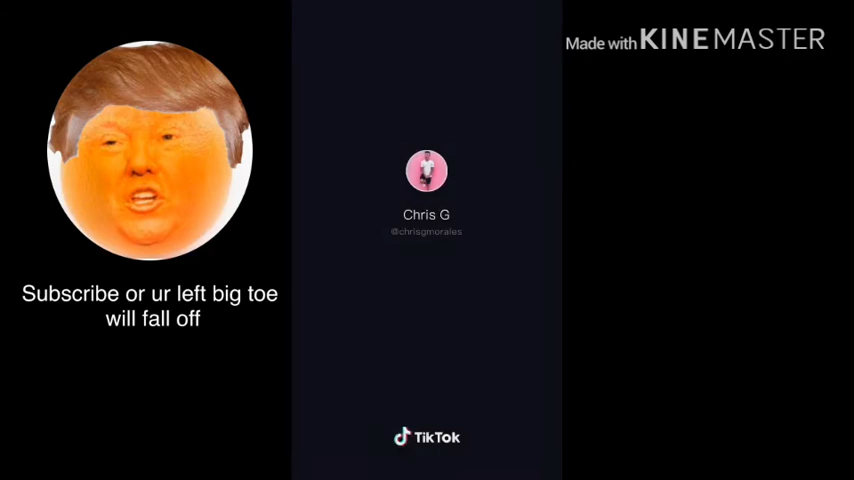 Made with KINEMASTER
Chris G
@chrisgmorales
Subscribe or ur left big toe
will fall off
TikTok